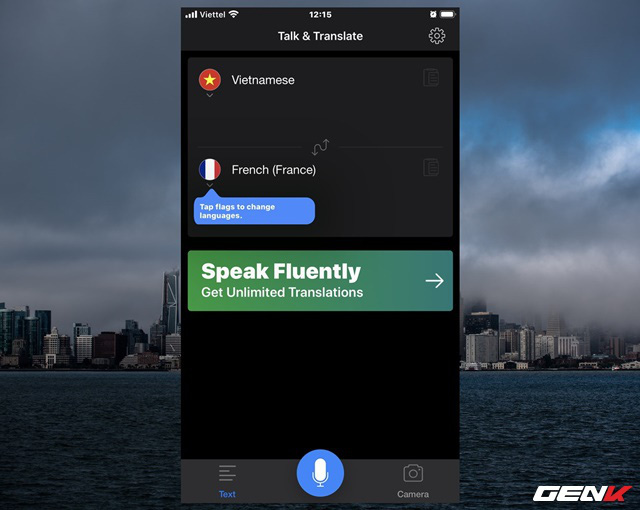 Viettel 12:15
Talk & Translate
Vietnamese
French (France)
Tap flags to change
languages.
Speak Fluently
Get Unlimited Translations
Text
Camera
GENK